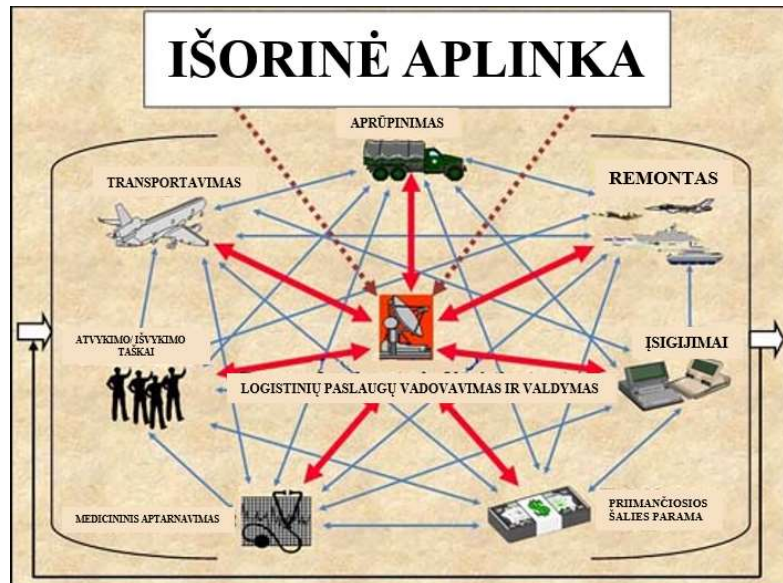 IŠORINĖ APLINKA
APRŪPINIMAS
TRANSPORTAVIMAS
REMONTAS
ATVYKIMO/ IŠVYKIMO
TAŠKAI
ĮSIGIJIMAI
LOGISTINIŲ PASLAUGŲ VADOVAVIMAS IR VALDYMAS
MEDICININIS APTARNAVIMAS
PRIIMANČIOSIOS
ŠALIES PARAMA